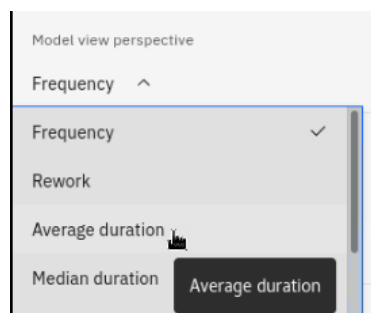 Model view perspective
Frequency
Frequency
Rework
Average duration
Median duration
Average duration